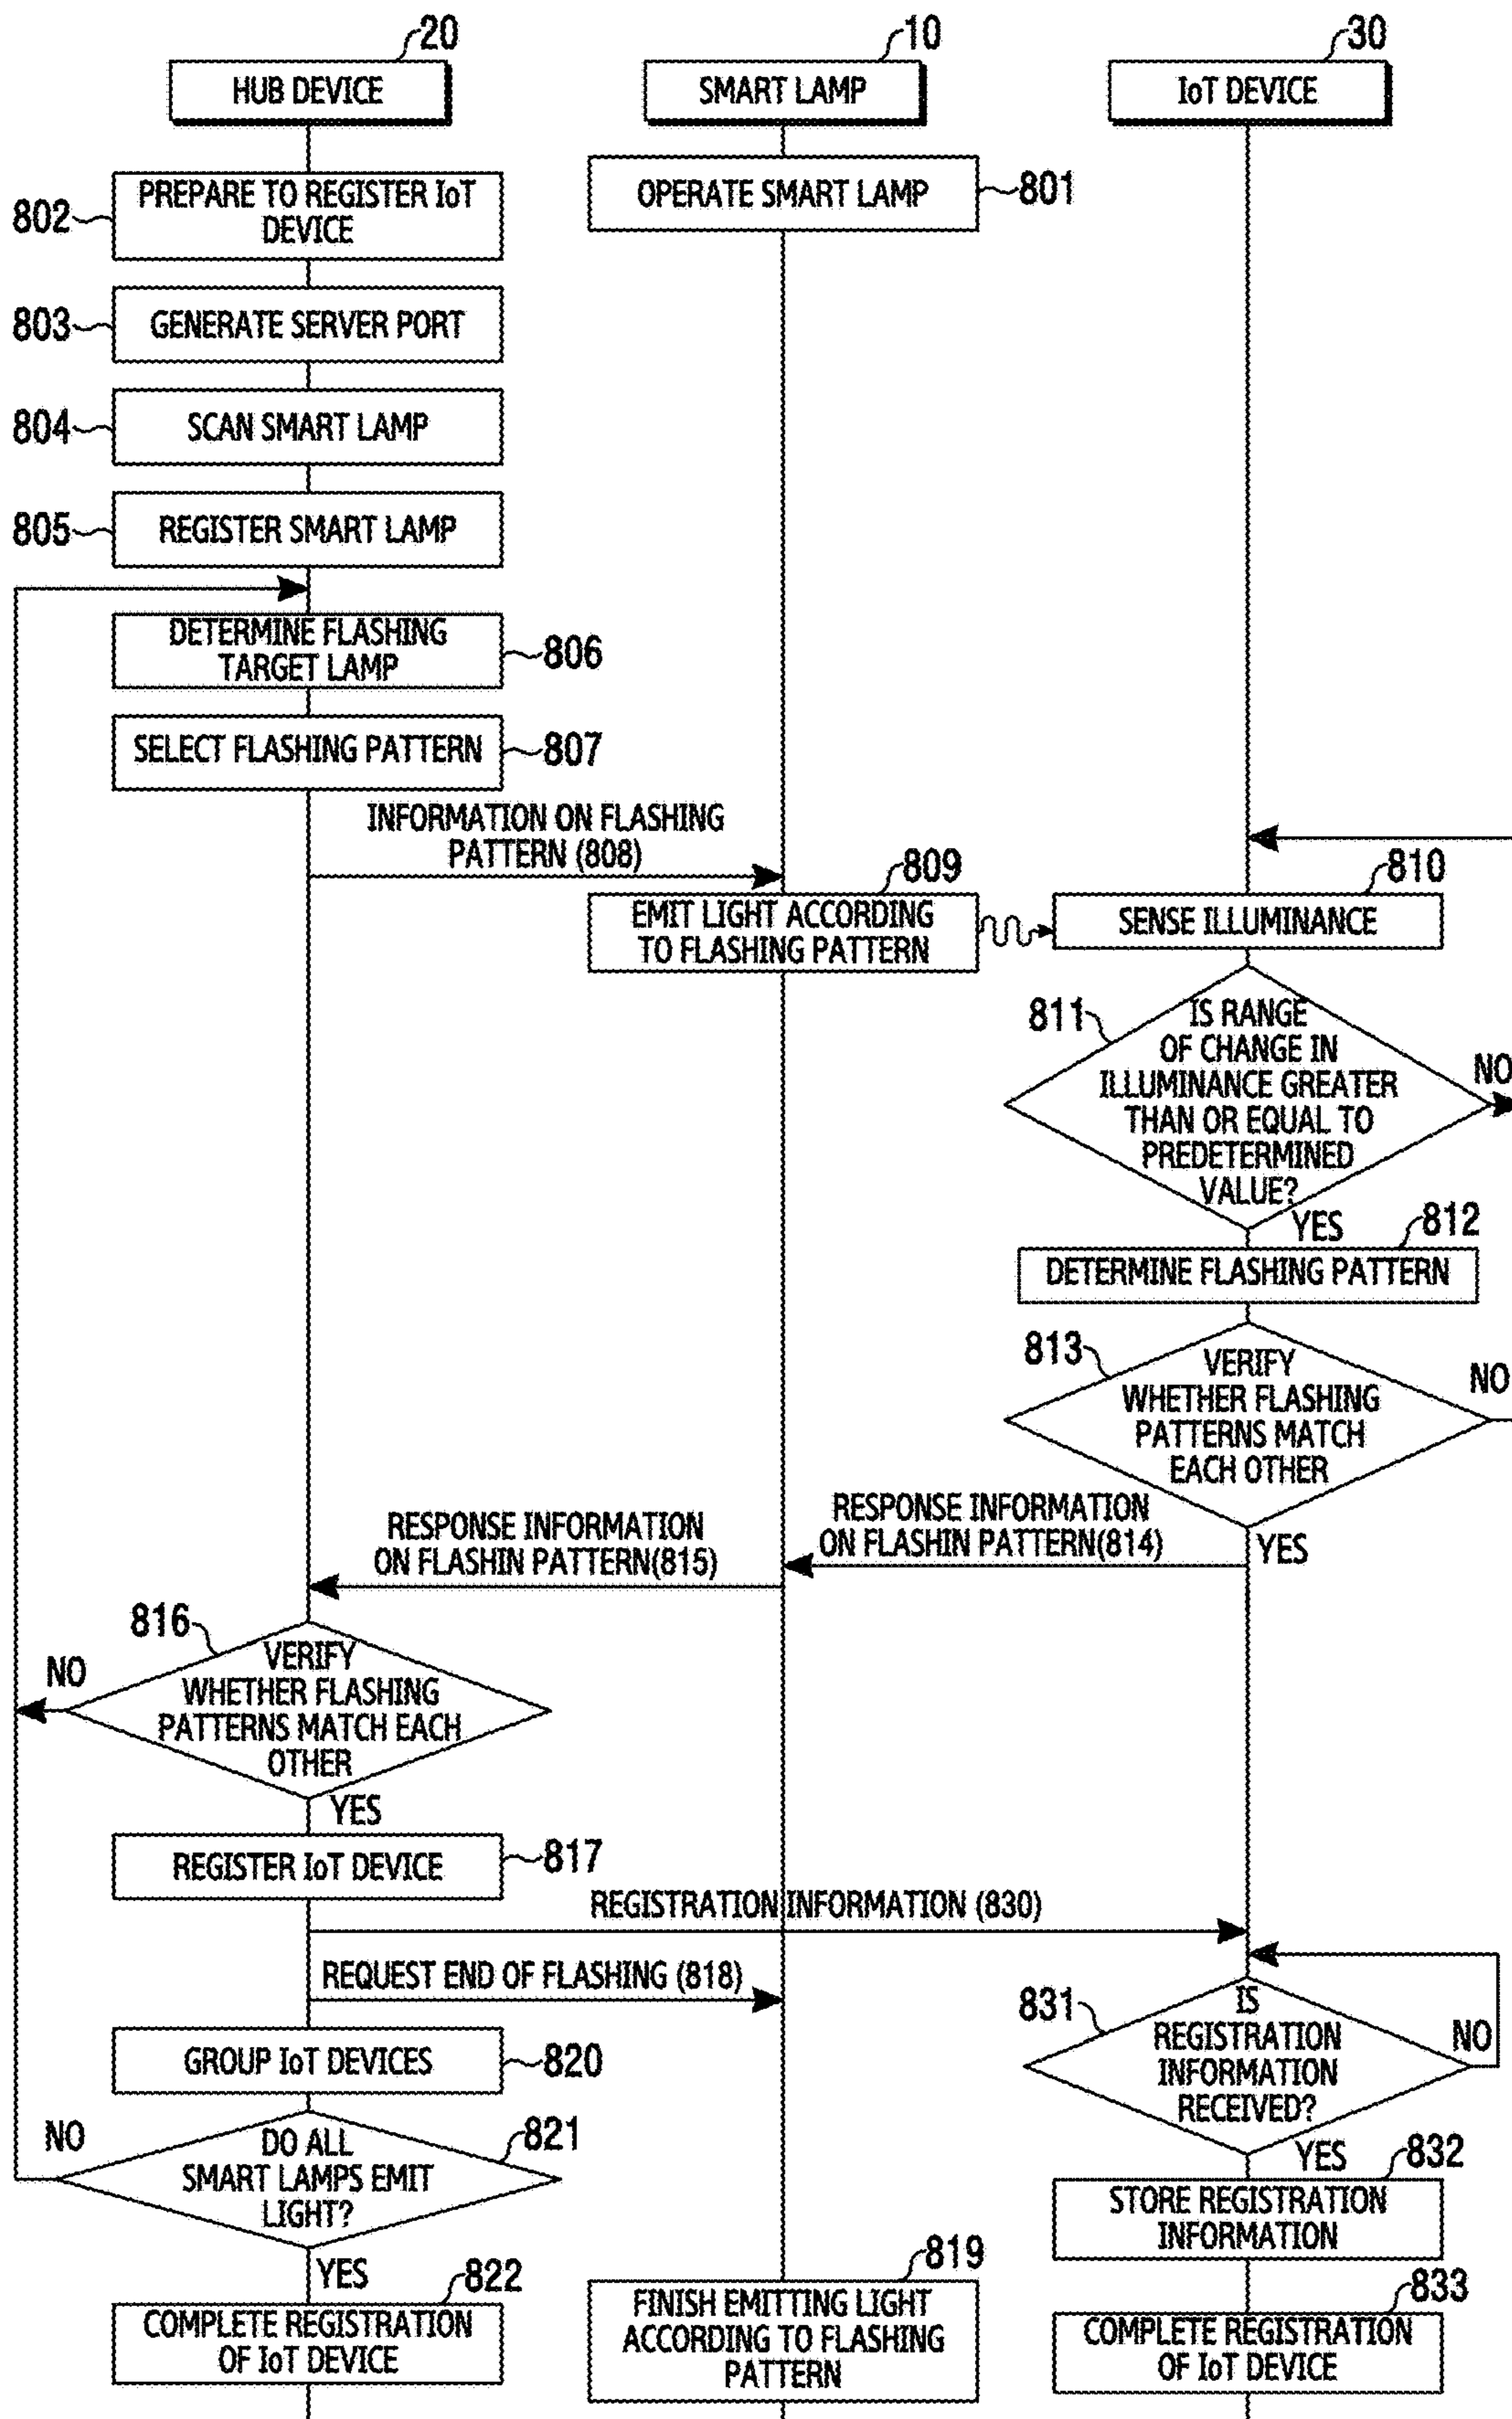 20
10
30
HUB DEVICE
SMART LAMP
IoT DEVICE
OPERATE SMART LAMP
801
802
PREPARE TO REGISTER IoT
DEVICE
803
GENERATE SERVER PORT
804
SCAN SMART LAMP
805
REGISTER SMART LAMP
DETERMINE FLASHING
TARGET LAMP
806
SELECT FLASHING PATTERN
807
INFORMATION ON FLASHING
PATTERN (808)
809
EMIT LIGHT ACCORDING
TO FLASHING PATTERN
810
SENSE ILLUMINANCE
811
IS RANGE
OF CHANGE IN
ILLUMINANCE GREATER
THAN OR EQUAL TO
PREDETERMINED
VALUE?
NO
YES
812
DETERMINE FLASHING PATTERN
813
VERIFY
WHETHER FLASHING
PATTERNS MATCH
EACH OTHER
NO
YES
RESPONSE INFORMATION
ON FLASHIN PATTERN(814)
RESPONSE INFORMATION
ON FLASHIN PATTERN(815)
816
VERIFY
WHETHER FLASHING
PATTERNS MATCH EACH
OTHER
NO
YES
REGISTER IoT DEVICE
817
REGISTRATION INFORMATION (830)
REQUEST END OF FLASHING (818)
831
IS
REGISTRATION
INFORMATION
RECEIVED?
NO
YES
GROUP IoT DEVICES
820
821
DO ALL
SMART LAMPS EMIT
LIGHT?
NO
YES
832
STORE REGISTRATION
INFORMATION
822
COMPLETE REGISTRATION
OF IoT DEVICE
819
FINISH EMITTING LIGHT
ACCORDING TO FLASHING
PATTERN
833
COMPLETE REGISTRATION
OF IoT DEVICE